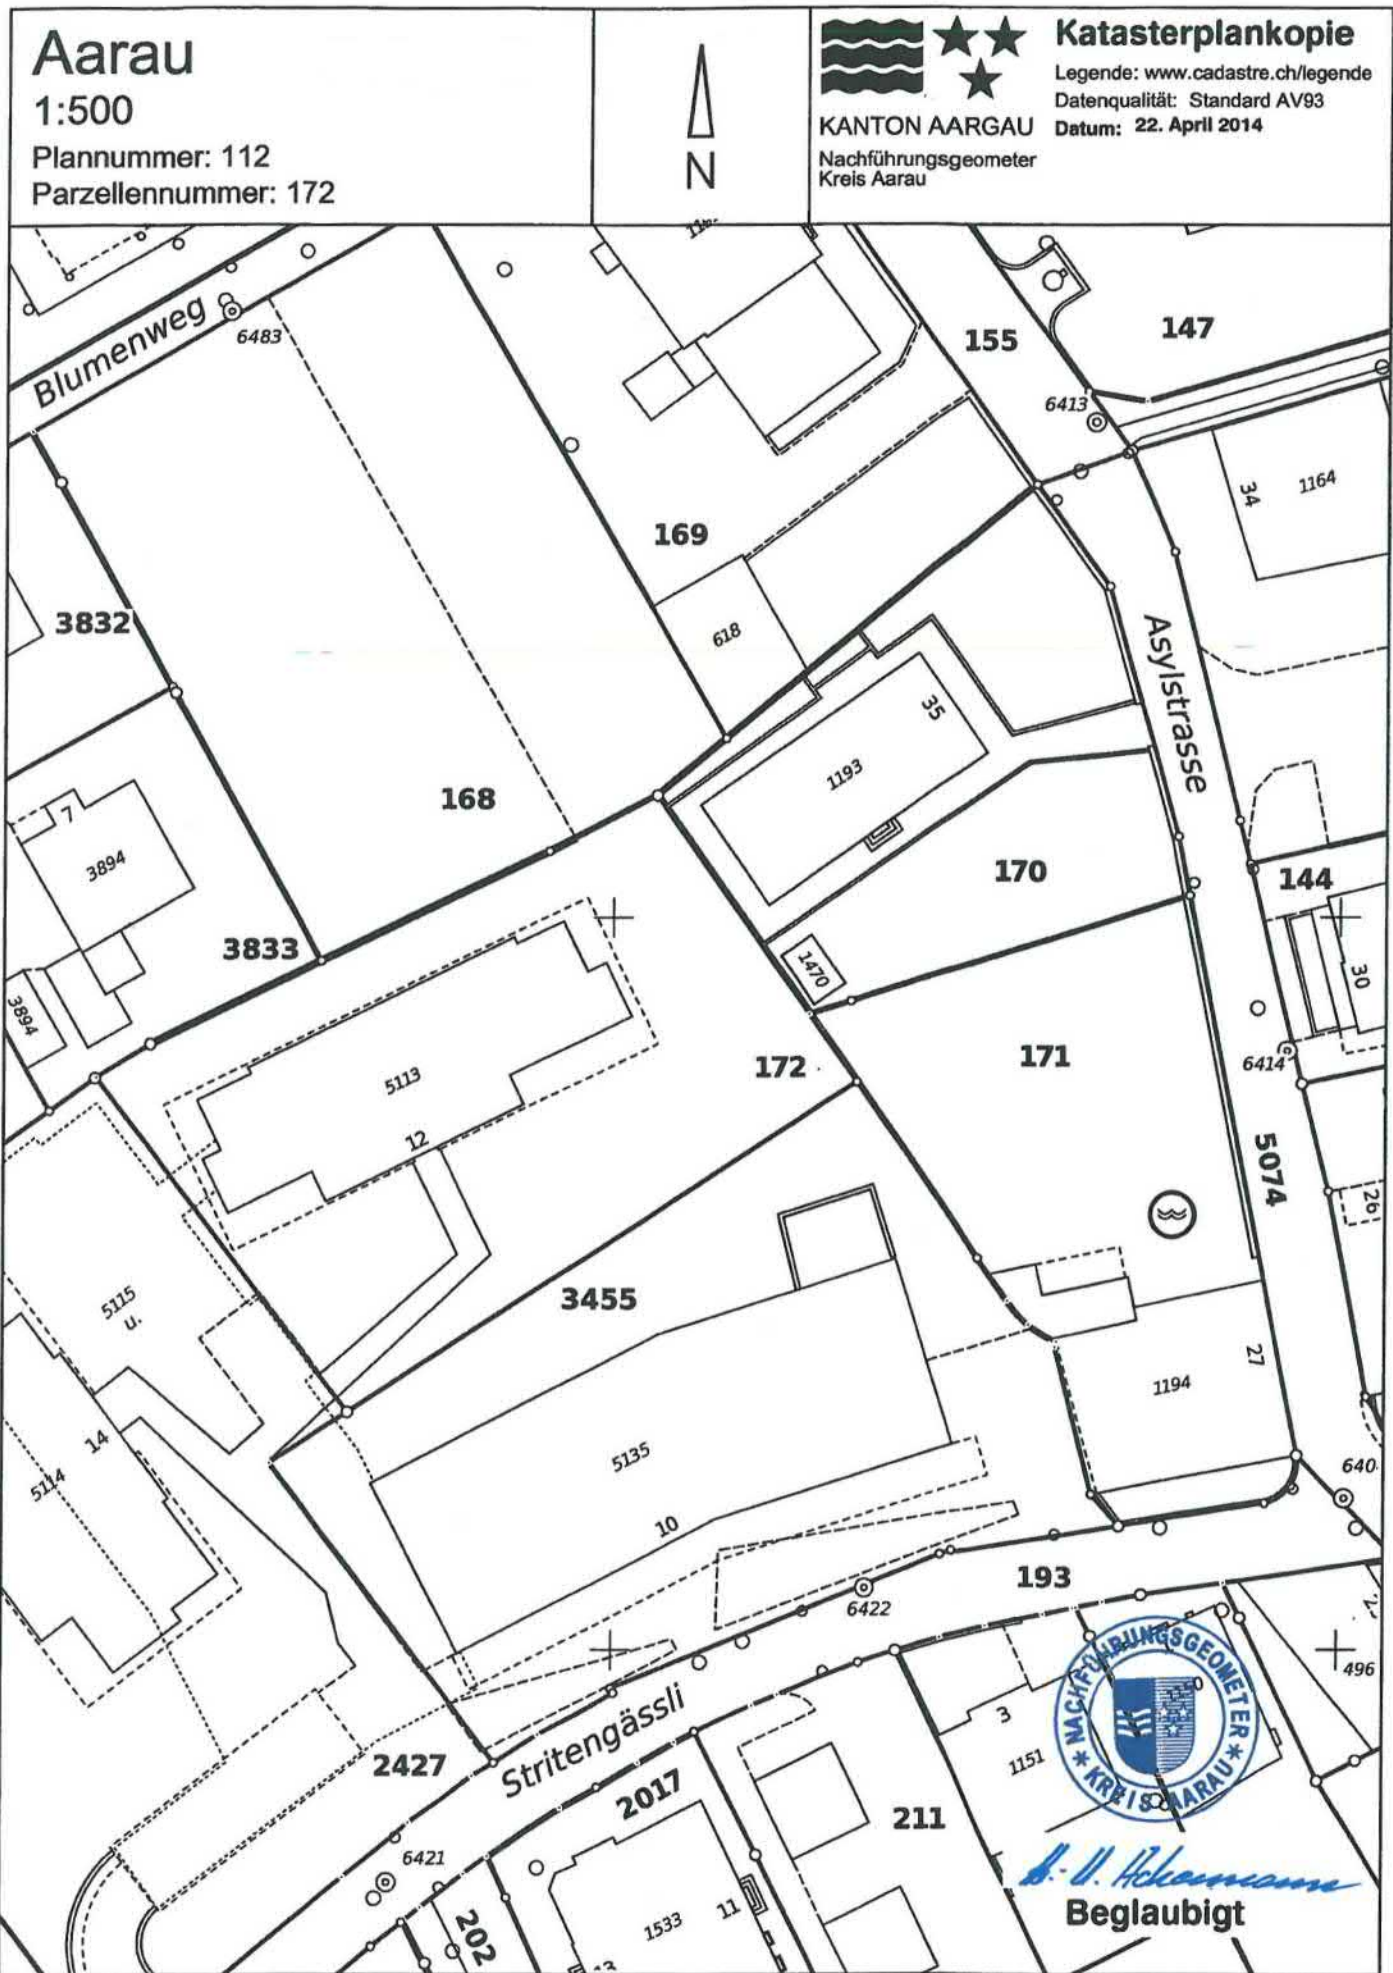 Aarau
1:500
Plannummer: 112
Parzellennummer: 172
N
KANTON AARGAU
Nachführungsgeometer
Kreis Aarau
Katasterplankopie
Legende: www.cadastre.ch/legende
Datenqualität: Standard AV93
Datum: 22. April 2014
Blumenweg
6483
155
147
6413
34
1164
169
3832
618
Asylstrasse
35
1193
168
7
3894
170
144
3833
1470
30
3894
5113
172
171
6414
12
5074
26
5115
u.
3455
27
1194
14
5114
5135
10
640
193
6422
496
NACHFÜHRUNGSGEOMETER
KREIS AARAU
3
1151
2427
Stritengässli
2017
211
6421
202
1533
11
13
Beglaubigt